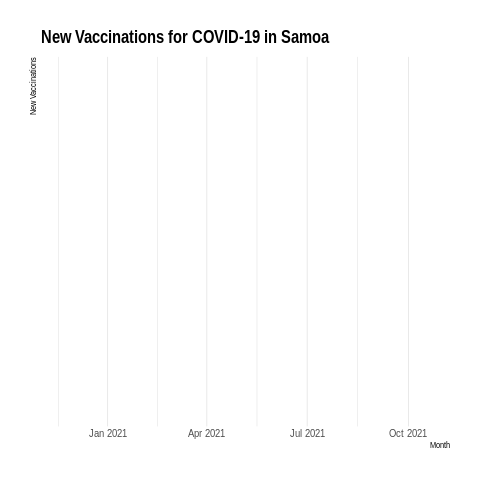 New Vaccinations for COVID-19 in Samoa
New Vaccinations
Jan 2021
Apr 2021
Jul 2021
Oct 2021
Month